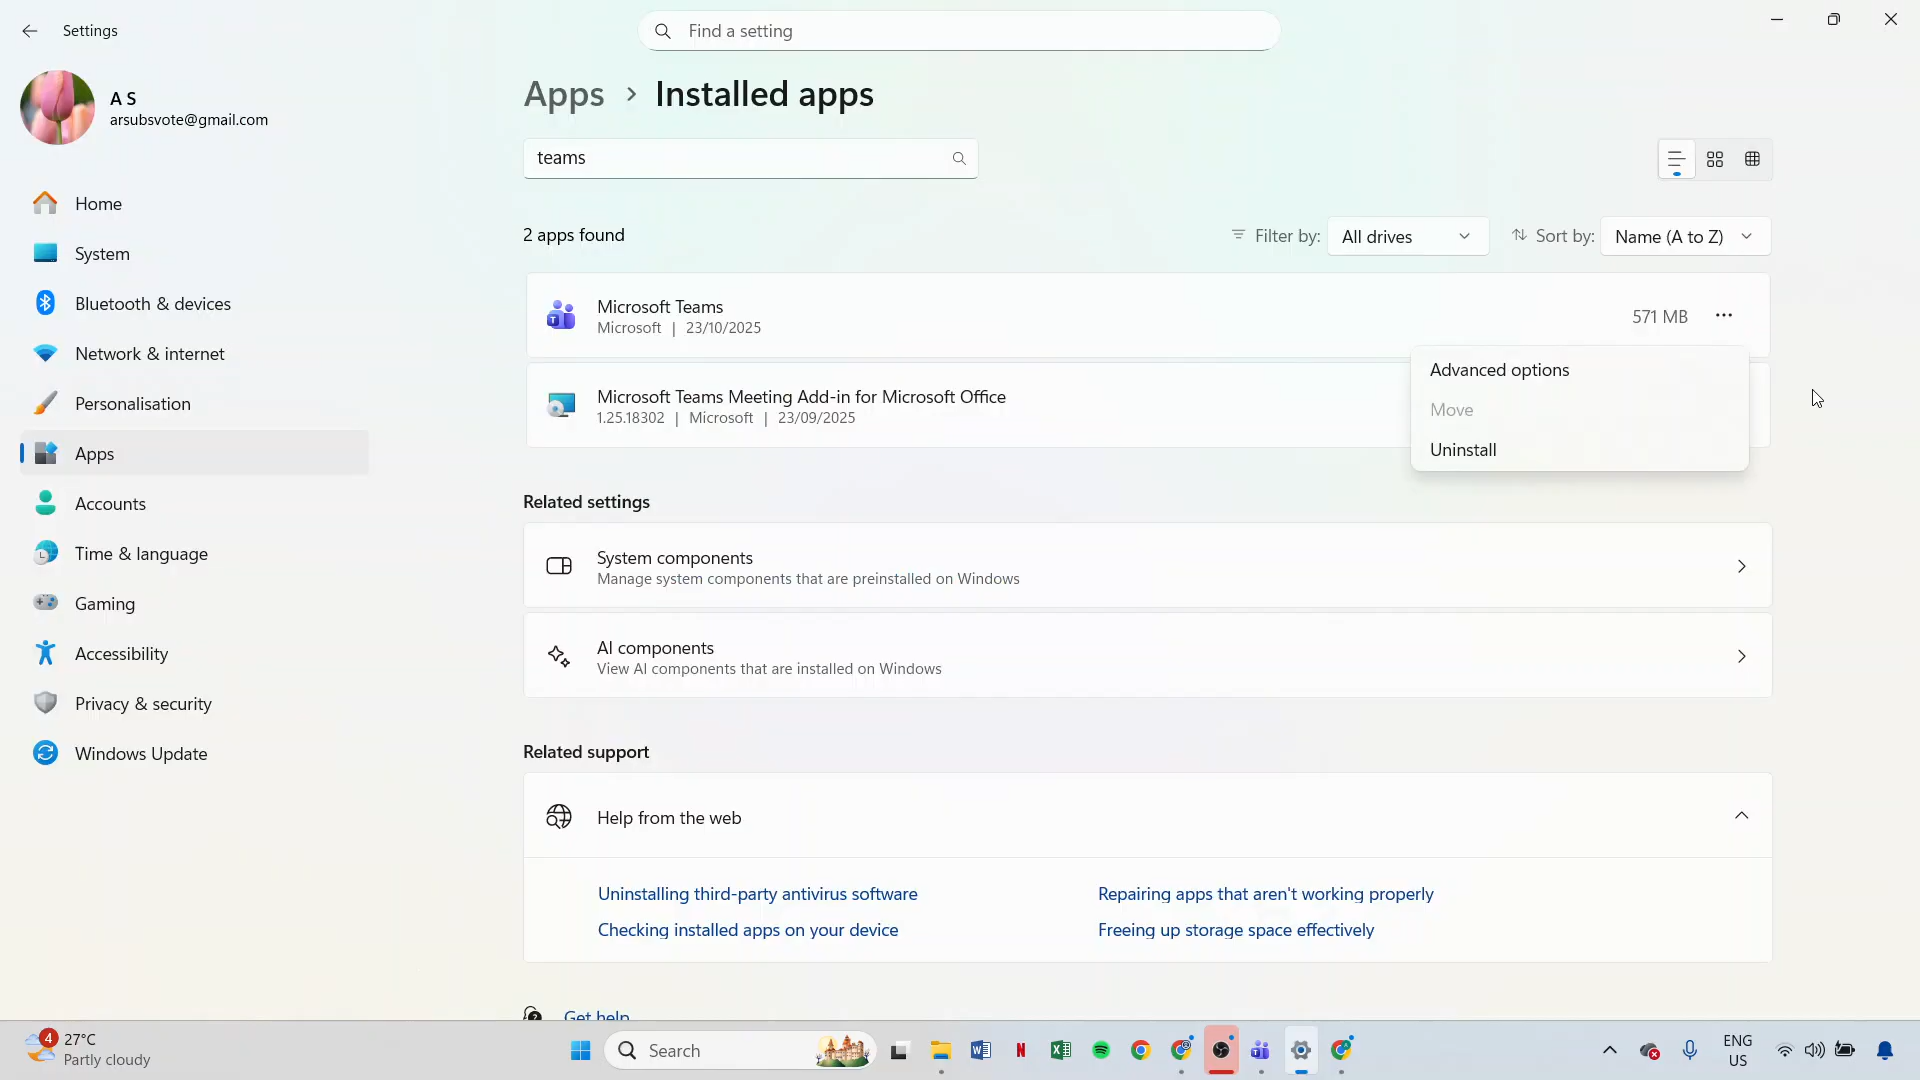 Settings
Find a setting
A S
arsubsvote@gmail.com
Home
System
Bluetooth & devices
Network & internet
Personalisation
Apps
Accounts
Time & language
Gaming
Accessibility
Privacy & security
Windows Update
Apps > Installed apps
teams
2 apps found
Filter by: All drives
Sort by: Name (A to Z)
Microsoft Teams
Microsoft | 23/10/2025
571 MB
Advanced options
Move
Uninstall
Microsoft Teams Meeting Add-in for Microsoft Office
1.25.18302 | Microsoft | 23/09/2025
Related settings
System components
Manage system components that are preinstalled on Windows
AI components
View AI components that are installed on Windows
Related support
Help from the web
Uninstalling third-party antivirus software
Repairing apps that aren't working properly
Checking installed apps on your device
Freeing up storage space effectively
Get help
4
27°C
Partly cloudy
Search
ENG
US